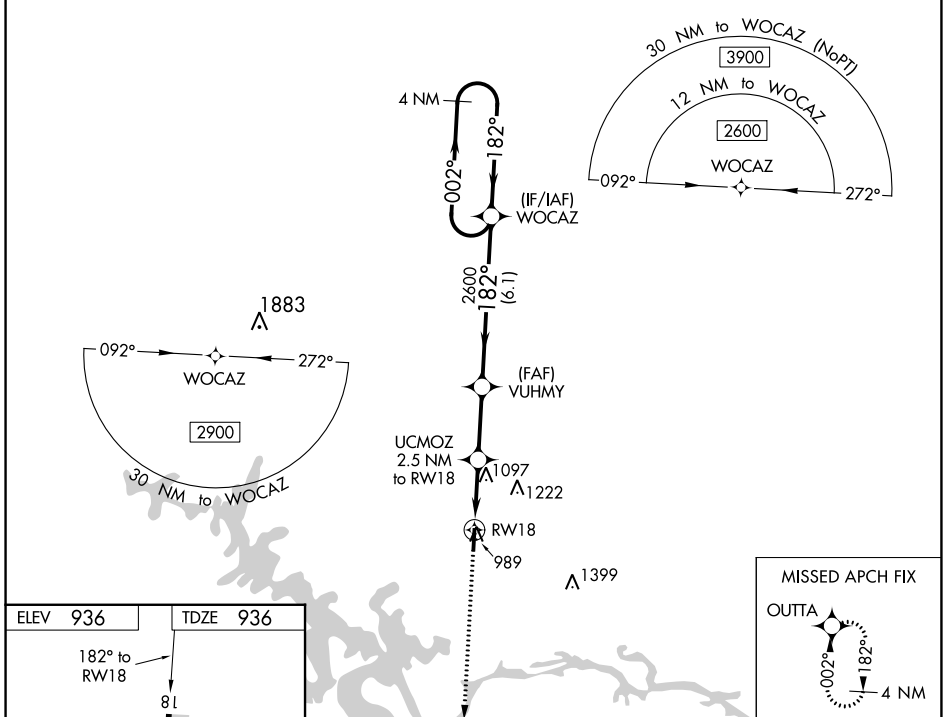 30 NM to WOCAZ (NoPT)
3900
12 NM to WOCAZ
2600
WOCAZ
092°
272°
4 NM
182°
002°
(IF/IAF)
WOCAZ
2600
182°
(6.1)
1883
092°
272°
WOCAZ
2900
30 NM to WOCAZ
(FAF)
VUHMY
UCMOZ
2.5 NM
to RW18
1097
1222
RW18
989
1399
ELEV 936
TDZE 936
182° to
RW18
18
MISSED APCH FIX
OUTTA
002°
182°
4 NM